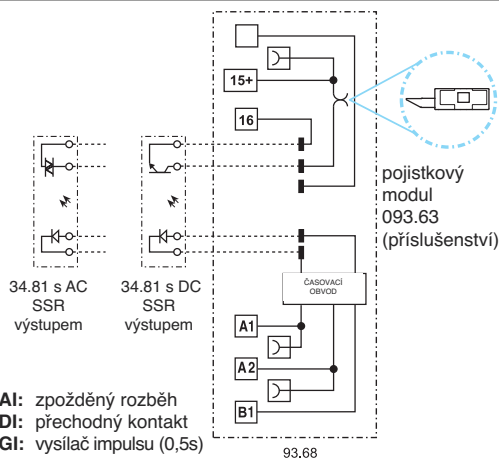 15+
16
pojistkový
modul
093.63
(příslušenství)
34.81 s AC
SSR
výstupem
34.81 s DC
SSR
výstupem
ČASOVACÍ
OBVOD
A1
A2
B1
AI: zpožděný rozběh
DI: přechodný kontakt
GI: vysílač impulsu (0,5s)
93.68